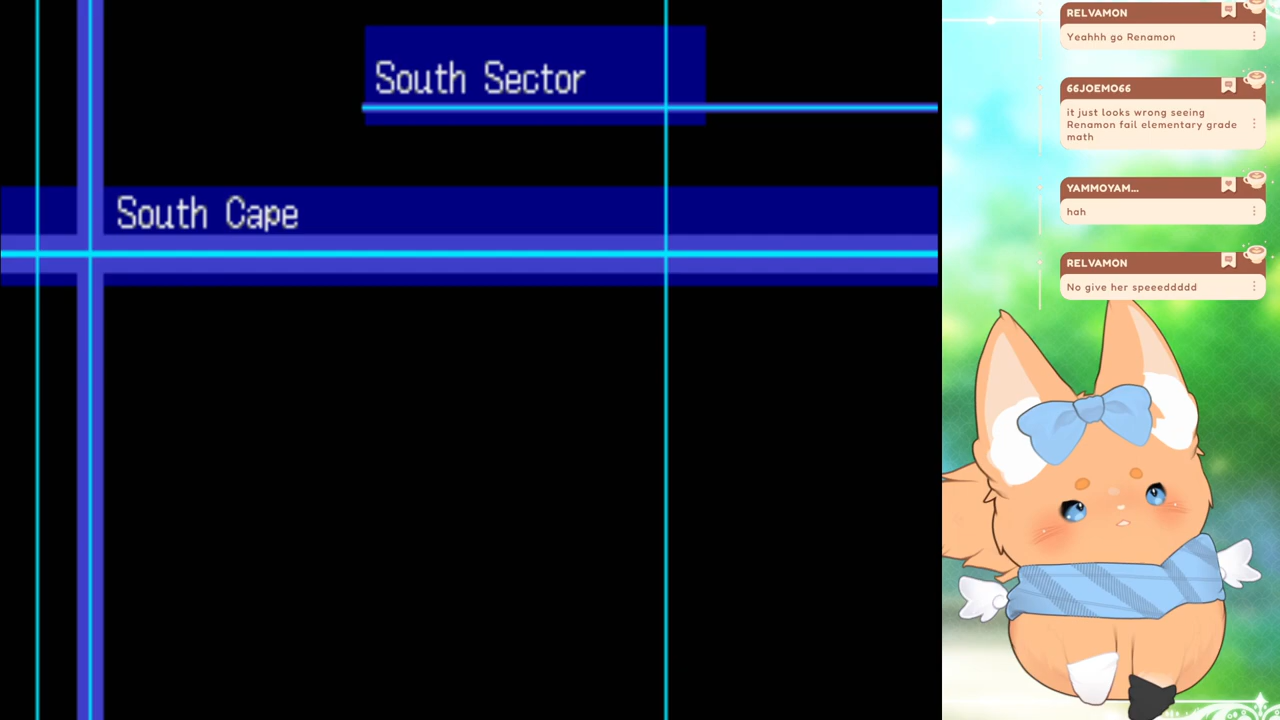 South Sector
South Cape
RELVAMON
Yeahhh go Renamon
66JOEMO66
it just looks wrong seeing
Renamon fail elementary grade
math
YAMMOYAM...
hah
RELVAMON
No give her speeeddddd